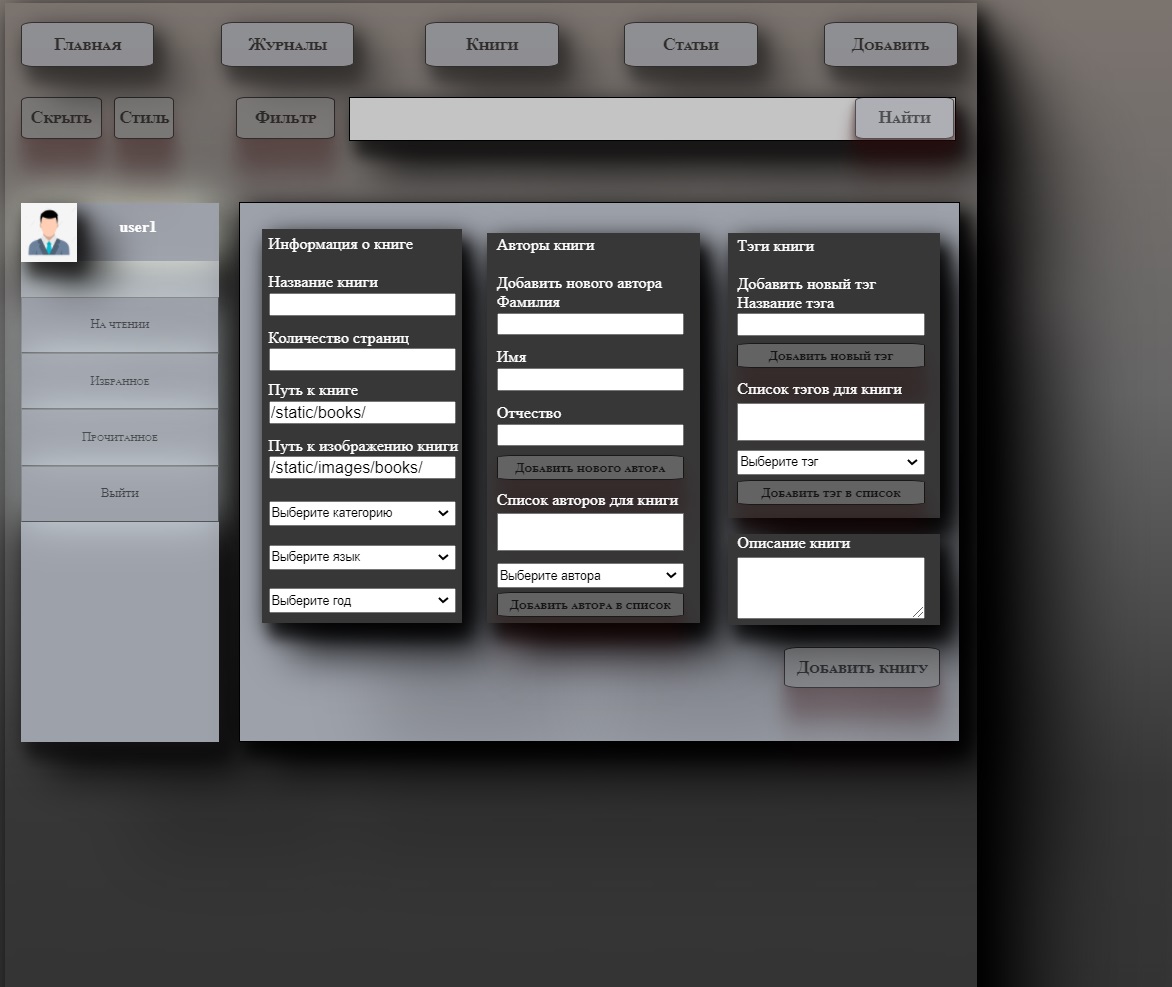 Главная Журналы Книги Статьи Добавить
Скрыть Стиль Фильтр Найти
user1
На чтении
Избранное
Прочитанное
Выйти
Информация о книге
Название книги
Количество страниц
Путь к книге
/static/books/
Путь к изображению книги
/static/images/books/
Выберите категорию
Выберите язык
Выберите год
Авторы книги
Добавить нового автора
Фамилия
Имя
Отчество
Добавить нового автора
Список авторов для книги
Выберите автора
Добавить автора в список
Тэги книги
Добавить новый тэг
Название тэга
Добавить новый тэг
Список тэгов для книги
Выберите тэг
Добавить тэг в список
Описание книги
Добавить книгу